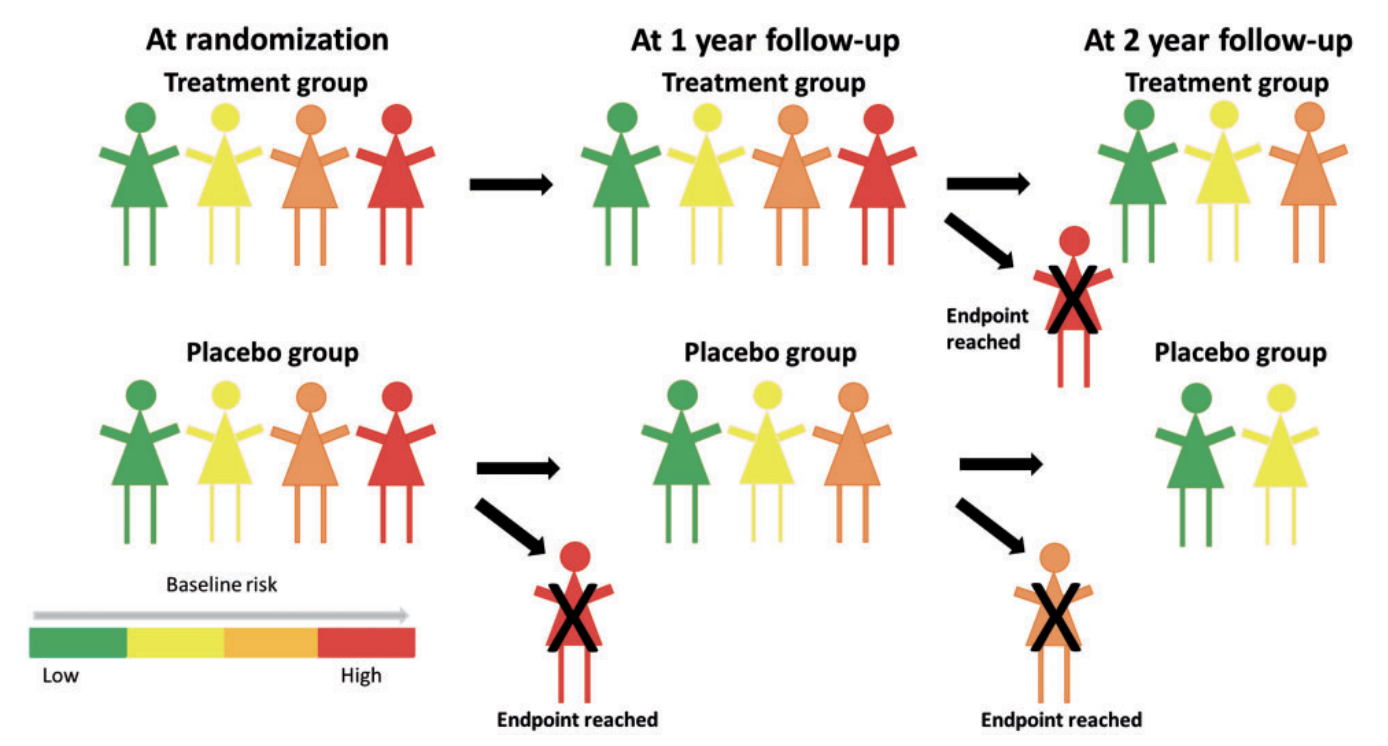 At randomization
At 1 year follow-up
At 2 year follow-up
Treatment group
Treatment group
Treatment group
Endpoint
reached
Placebo group
Placebo group
Placebo group
Baseline risk
Low
High
Endpoint reached
Endpoint reached